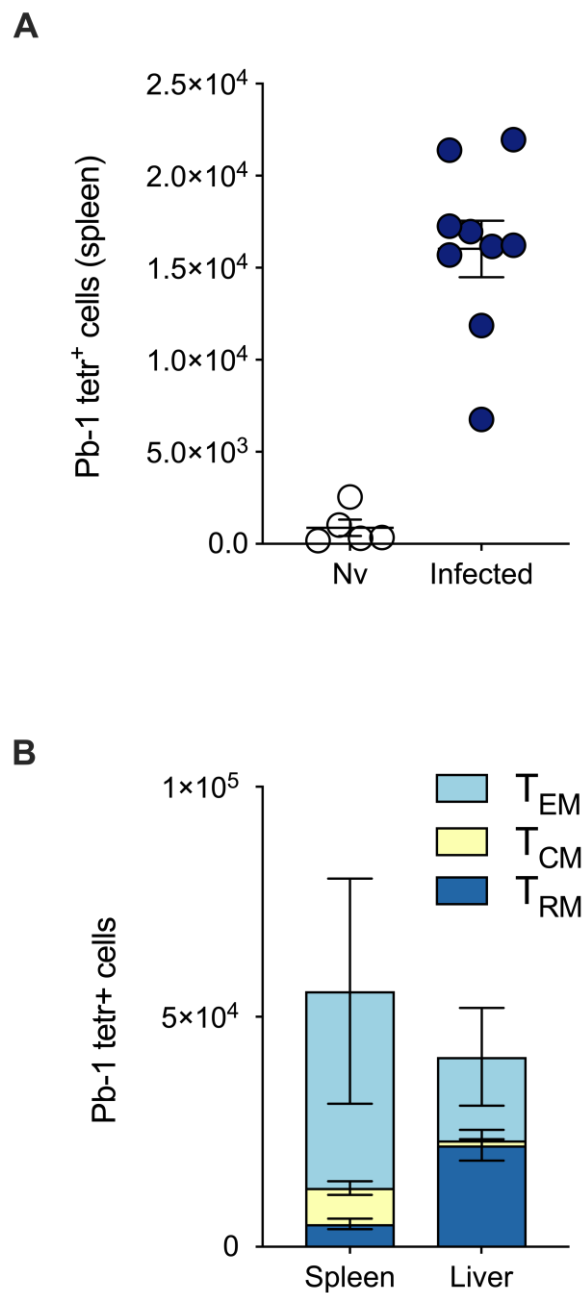 A
Pb-1 tetr⁺ cells (spleen)
2.5×10⁴
2.0×10⁴
1.5×10⁴
1.0×10⁴
5.0×10³
0.0
Nv Infected
B
Pb-1 tetr+ cells
1×10⁵
5×10⁴
0
T_EM
T_CM
T_RM
Spleen Liver